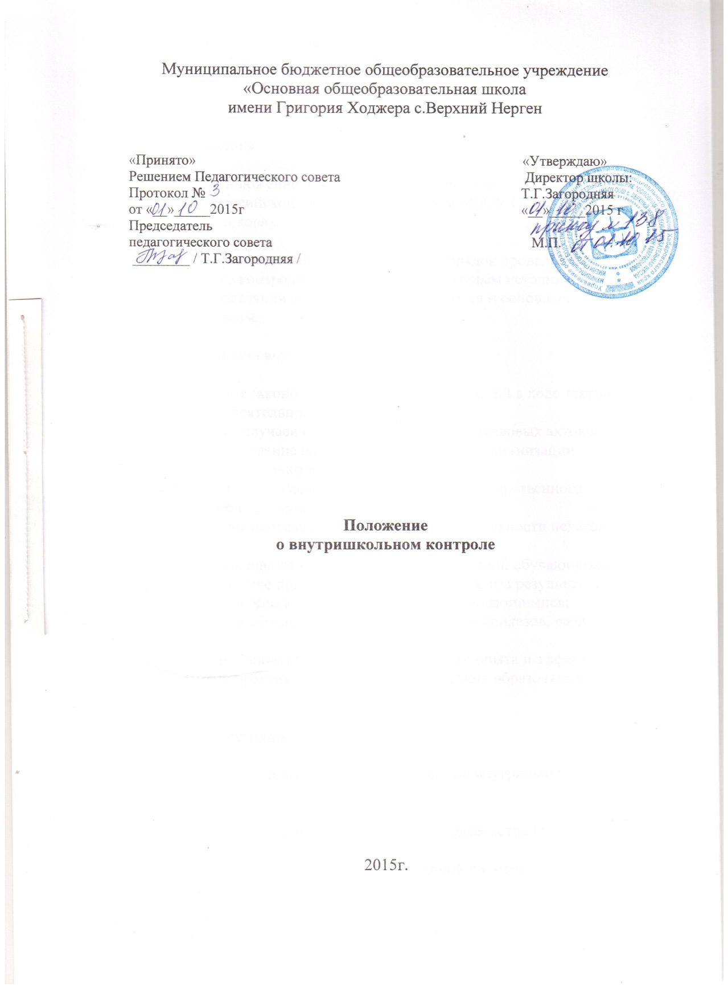 Муниципальное бюджетное общеобразовательное учреждение
«Основная общеобразовательная школа
имени Григория Ходжера с.Верхний Нерген
«Принято»
Решением Педагогического совета
Протокол № 3
от «01» 10 2015г
Председатель
педагогического совета
/ Т.Г.Загородняя /
«Утверждаю»
Директор школы:
Т.Г.Загородняя
«01» 10 2015 г
приказ № 138
М.П. от 01.10.15
Положение
о внутришкольном контроле
2015г.